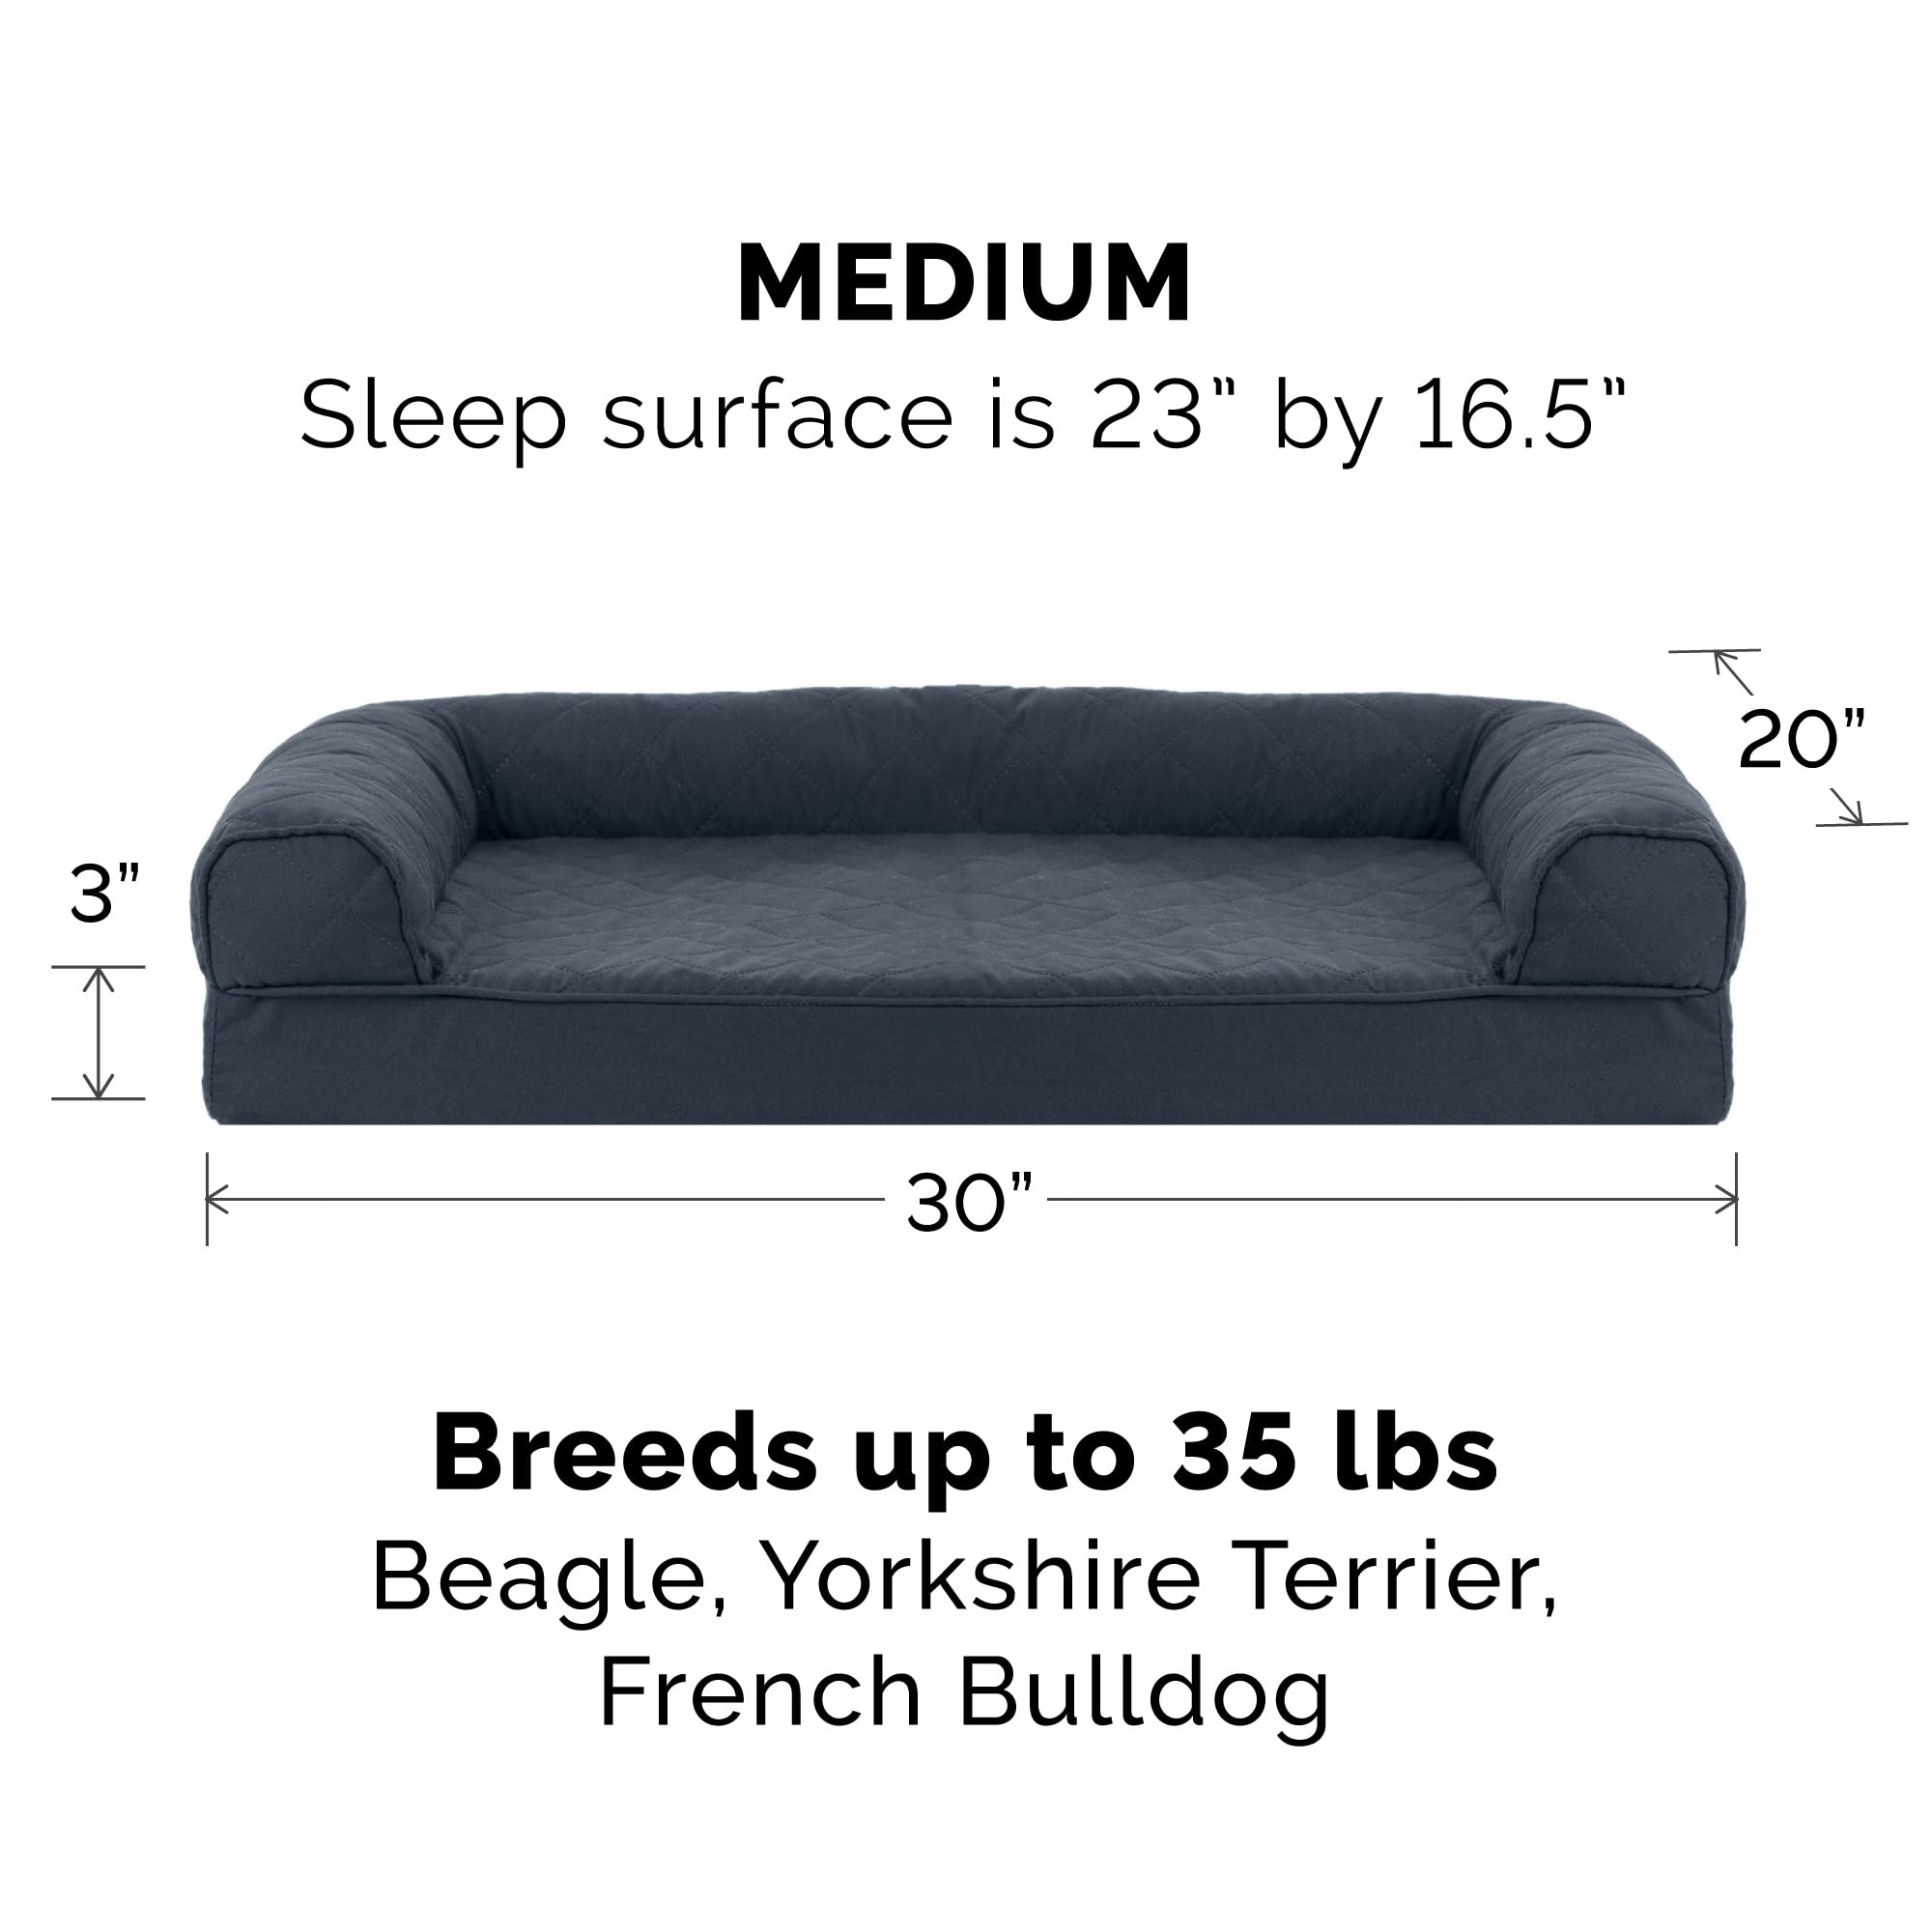 MEDIUM
Sleep surface is 23” by 16.5”
20”
3”
30”
Breeds up to 35 lbs
Beagle, Yorkshire Terrier,
French Bulldog